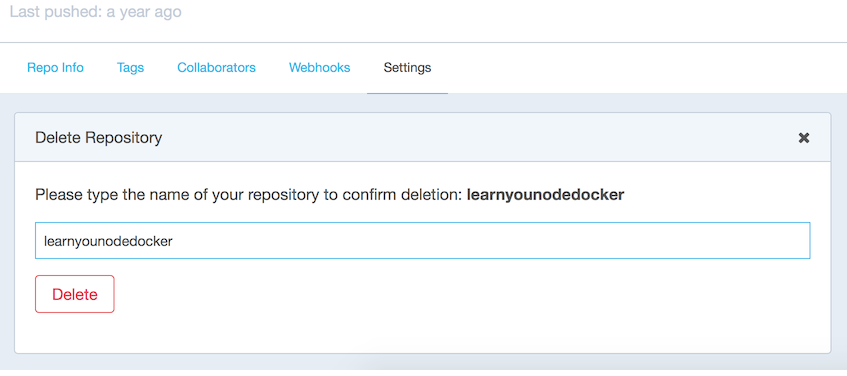 Last pushed: a year ago
Repo Info Tags Collaborators Webhooks Settings
Delete Repository
Please type the name of your repository to confirm deletion: learnyounodedocker
learnyounodedocker
Delete